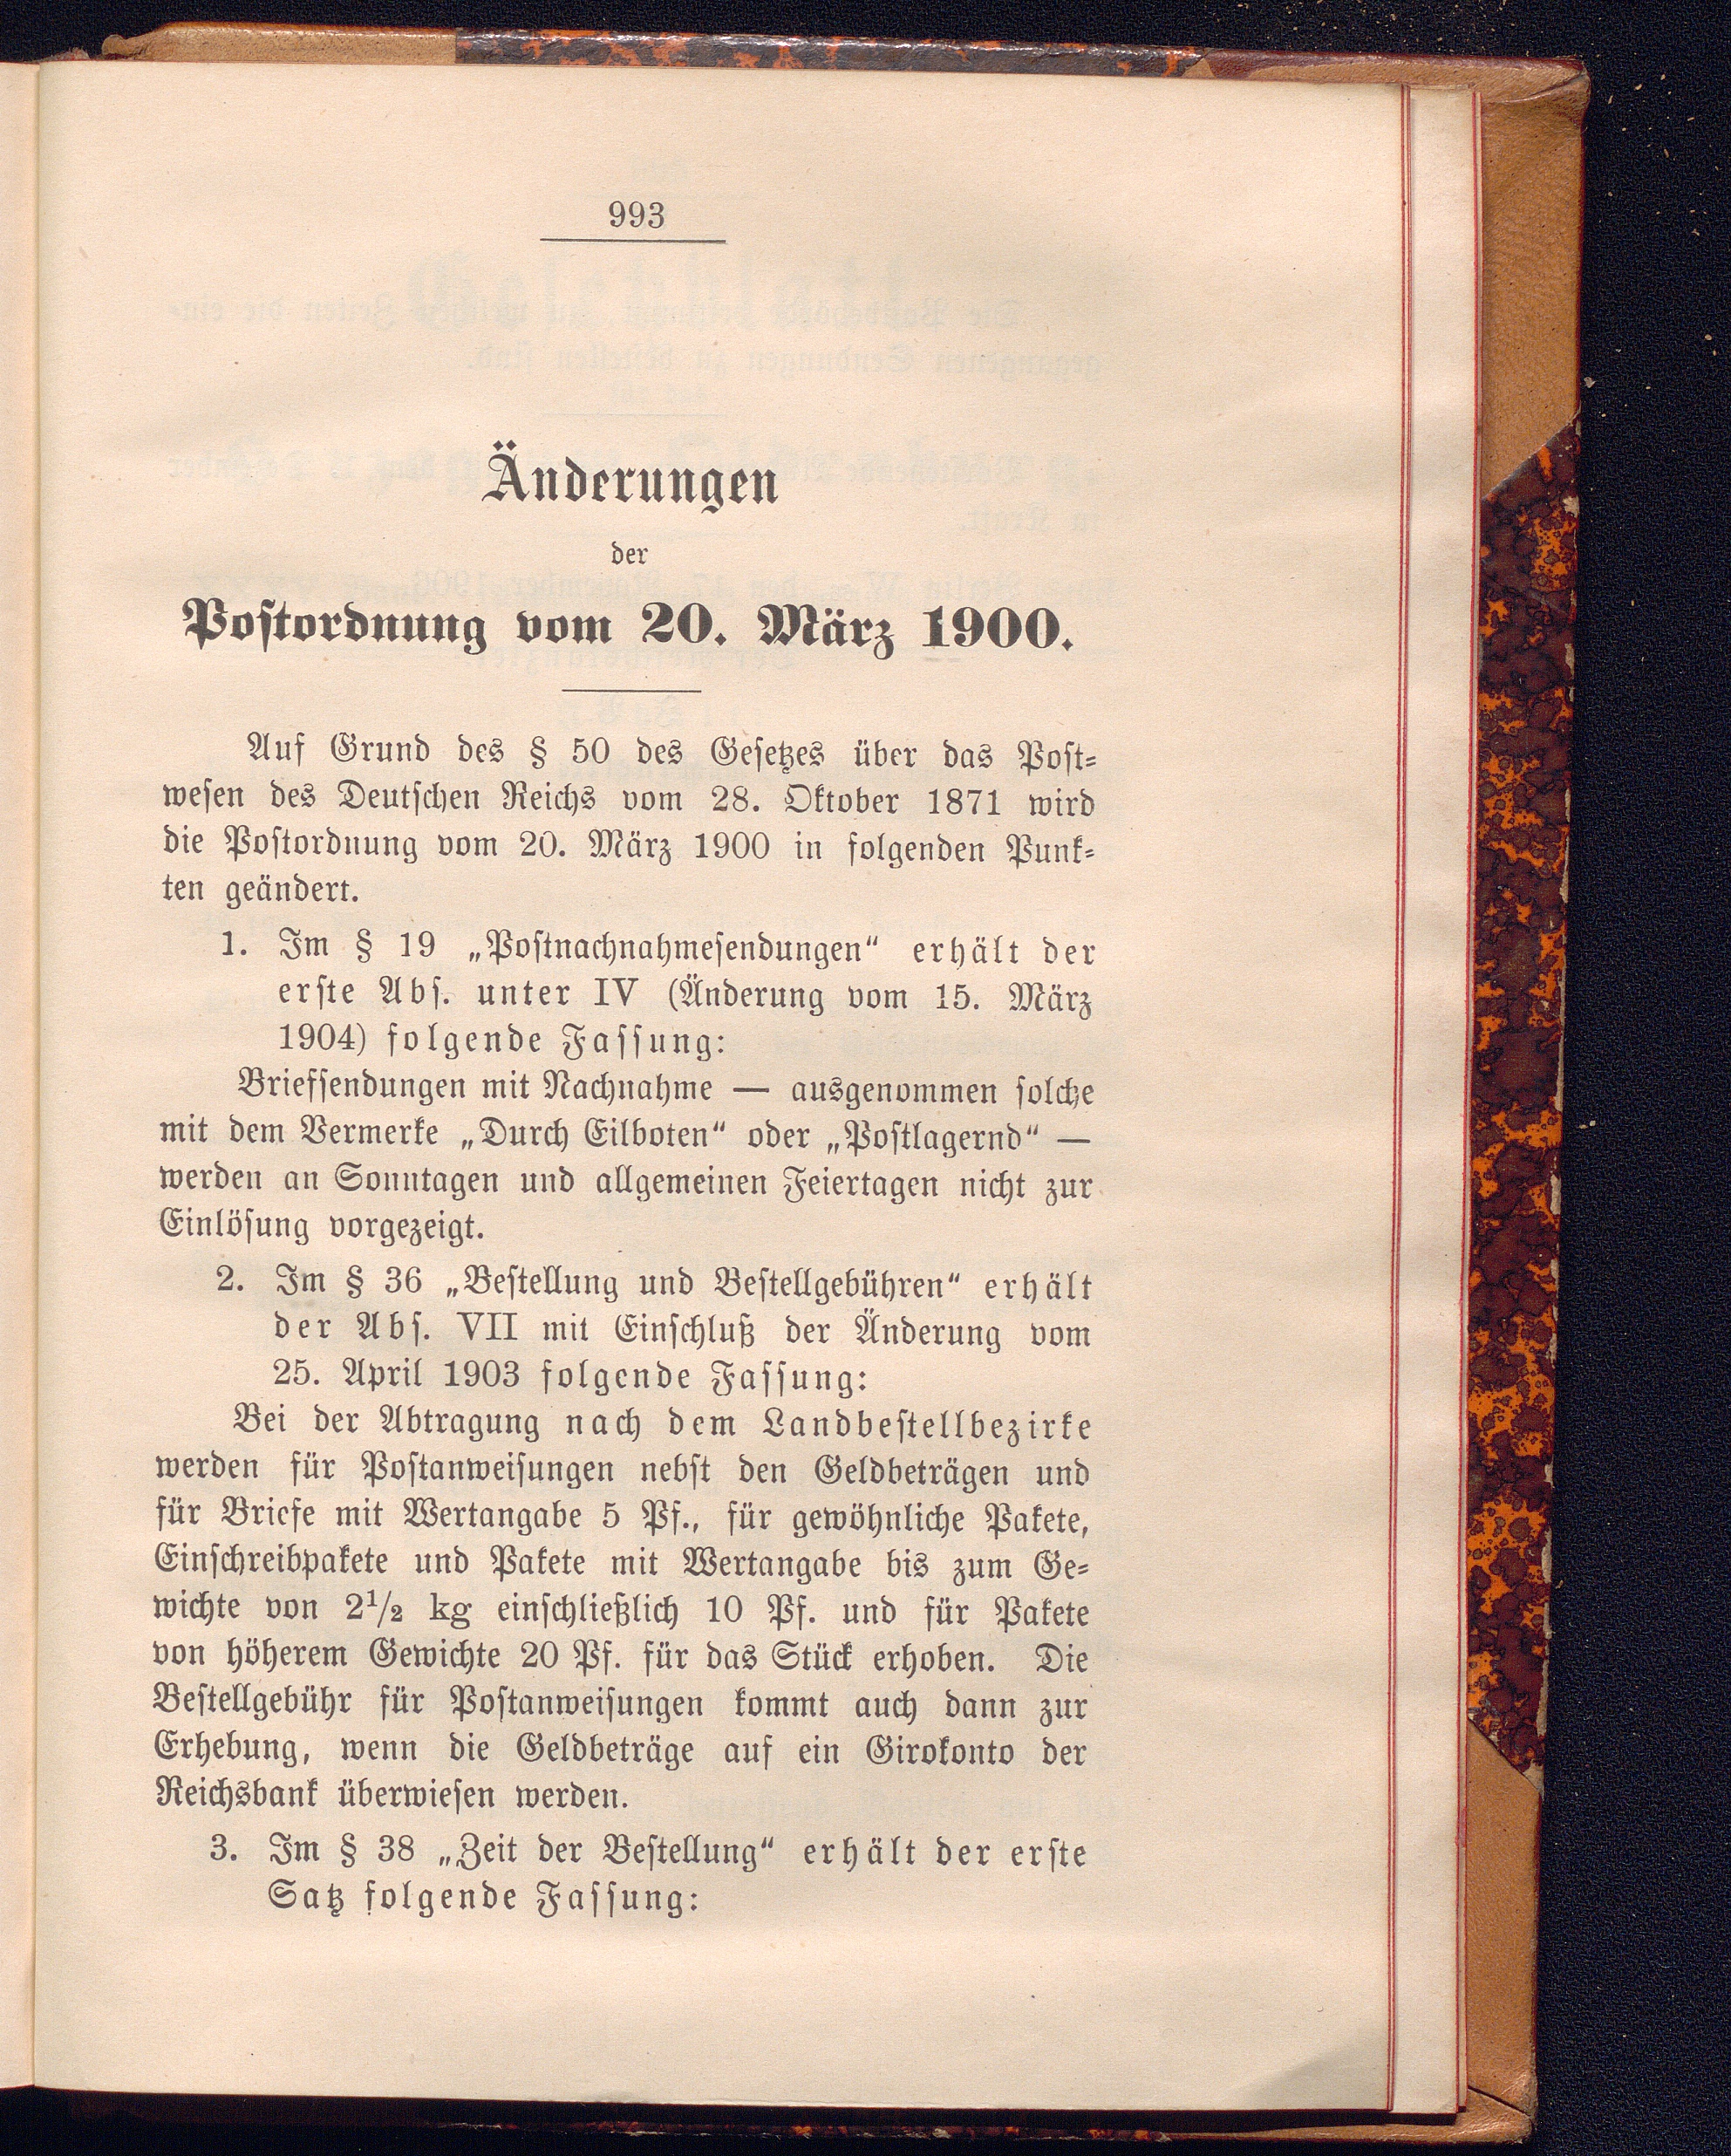 993
Änderungen
der
Postordnung vom 20. März 1900.
Auf Grund des § 50 des Gesetzes über das Post-
wesen des Deutschen Reichs vom 28. Oktober 1871 wird
die Postordnung vom 20. März 1900 in folgenden Punk-
ten geändert.
1. Im § 19 „Postnachnahmesendungen“ erhält der
erste Abs. unter IV (Änderung vom 15. März
1904) folgende Fassung:
Briefsendungen mit Nachnahme — ausgenommen solche
mit dem Vermerke „Durch Eilboten“ oder „Postlagernd“ —
werden an Sonntagen und allgemeinen Feiertagen nicht zur
Einlösung vorgezeigt.
2. Im § 36 „Bestellung und Bestellgebühren“ erhält
der Abs. VII mit Einschluß der Änderung vom
25. April 1903 folgende Fassung:
Bei der Abtragung nach dem Landbestellbezirke
werden für Postanweisungen nebst den Geldbeträgen und
für Briefe mit Wertangabe 5 Pf., für gewöhnliche Pakete,
Einschreibpakete und Pakete mit Wertangabe bis zum Ge-
wichte von 2½ kg einschließlich 10 Pf. und für Pakete
von höherem Gewichte 20 Pf. für das Stück erhoben. Die
Bestellgebühr für Postanweisungen kommt auch dann zur
Erhebung, wenn die Geldbeträge auf ein Girokonto der
Reichsbank überwiesen werden.
3. Im § 38 „Zeit der Bestellung“ erhält der erste
Satz folgende Fassung: